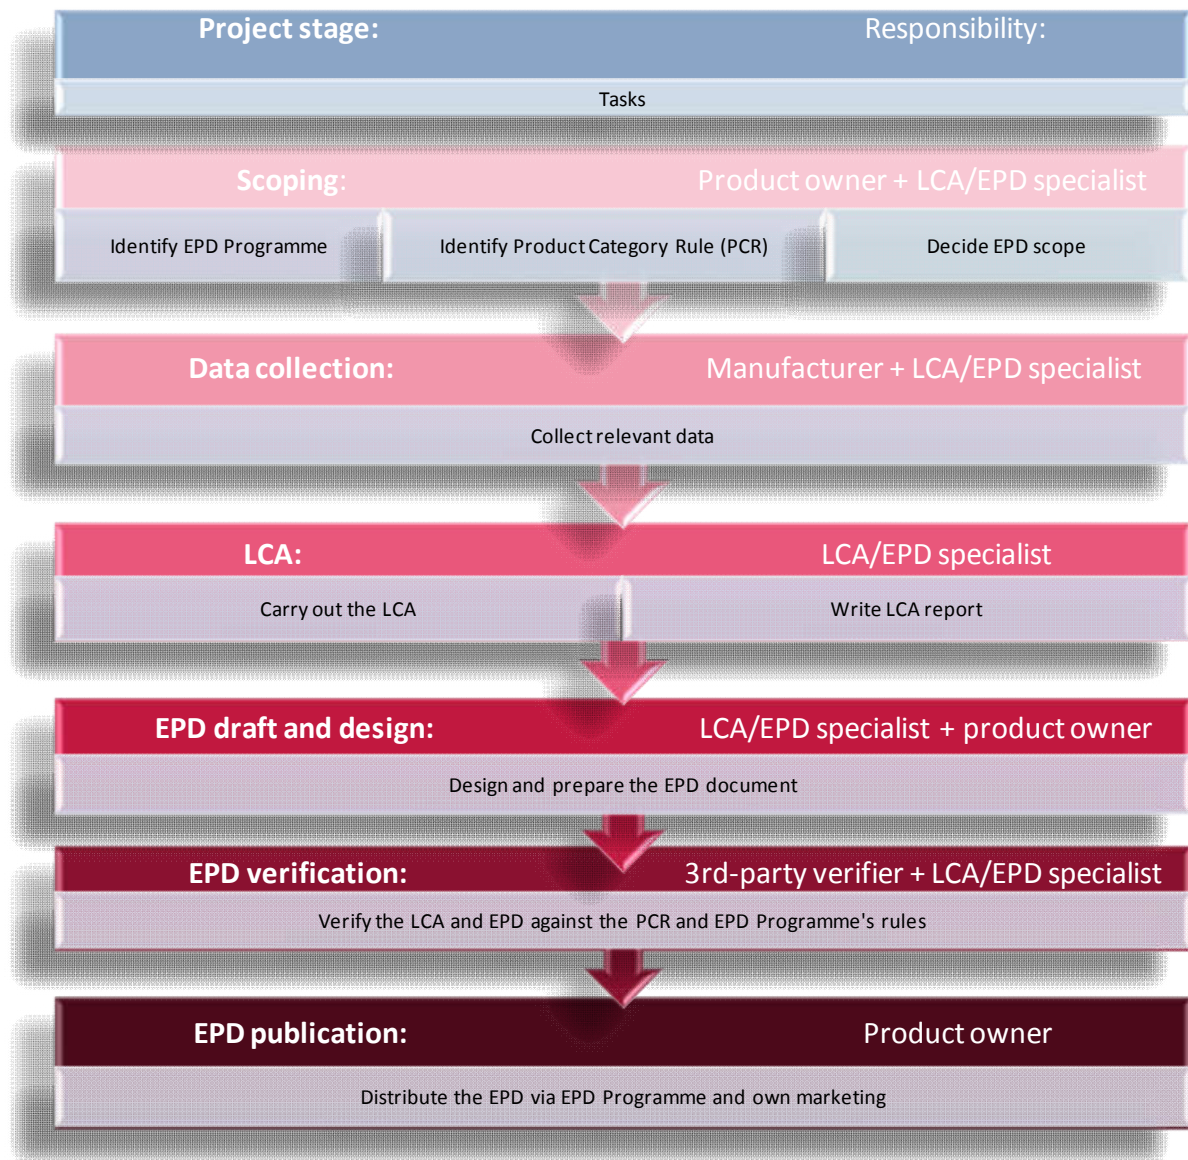 Project stage: Responsibility:
Tasks
Scoping: Product owner + LCA/EPD specialist
Identify EPD Programme Identify Product Category Rule (PCR) Decide EPD scope
Data collection: Manufacturer + LCA/EPD specialist
Collect relevant data
LCA: LCA/EPD specialist
Carry out the LCA Write LCA report
EPD draft and design: LCA/EPD specialist + product owner
Design and prepare the EPD document
EPD verification: 3rd-party verifier + LCA/EPD specialist
Verify the LCA and EPD against the PCR and EPD Programme's rules
EPD publication: Product owner
Distribute the EPD via EPD Programme and own marketing